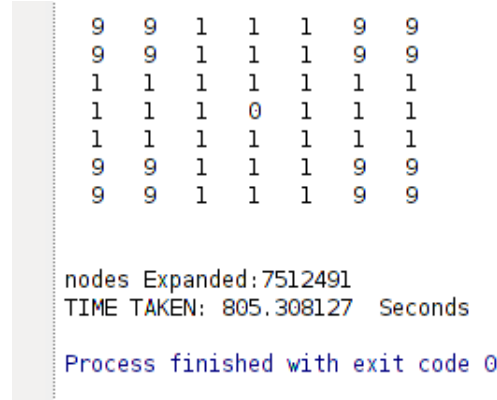 9 9 1 1 1 9 9
9 9 1 1 1 9 9
1 1 1 1 1 1 1
1 1 1 0 1 1 1
1 1 1 1 1 1 1
9 9 1 1 1 9 9
9 9 1 1 1 9 9
nodes Expanded:7512491
TIME TAKEN: 805.308127 Seconds
Process finished with exit code 0